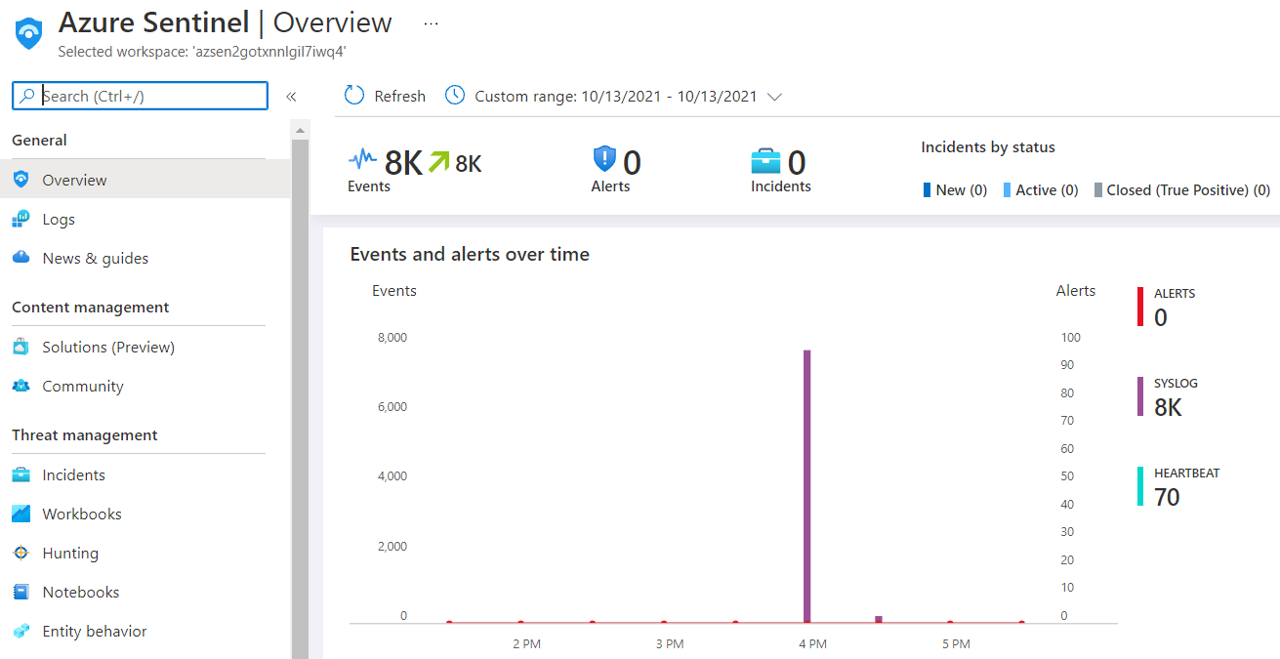 Azure Sentinel | Overview ...
Selected workspace: 'azsen2gotxnnlgil7iwq4'
Search (Ctrl+/)
«
General
Overview
Logs
News & guides
Content management
Solutions (Preview)
Community
Threat management
Incidents
Workbooks
Hunting
Notebooks
Entity behavior
Refresh
Custom range: 10/13/2021 - 10/13/2021
8K 8K
Events
0
Alerts
0
Incidents
Incidents by status
New (0) Active (0) Closed (True Positive) (0)
Events and alerts over time
Events
Alerts
8,000
6,000
4,000
2,000
0
100
90
80
70
60
50
40
30
20
10
0
2 PM 3 PM 4 PM 5 PM
ALERTS
0
SYSLOG
8K
HEARTBEAT
70